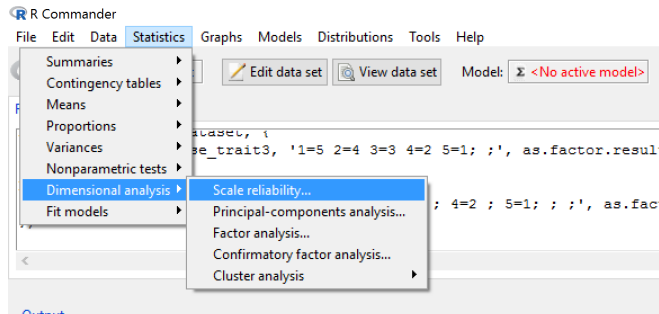 R R Commander
File Edit Data Statistics Graphs Models Distributions Tools Help
Edit data set View data set Model: Σ <No active model>
Summaries
Contingency tables
Means
Proportions
Variances
Nonparametric tests
Dimensional analysis
Fit models
Scale reliability...
Principal-components analysis...
Factor analysis...
Confirmatory factor analysis...
Cluster analysis
se_trait3, '1=5 2=4 3=3 4=2 5=1; ;', as.factor.resul
; 4=2 ; 5=1; ; ;', as.fac
Output